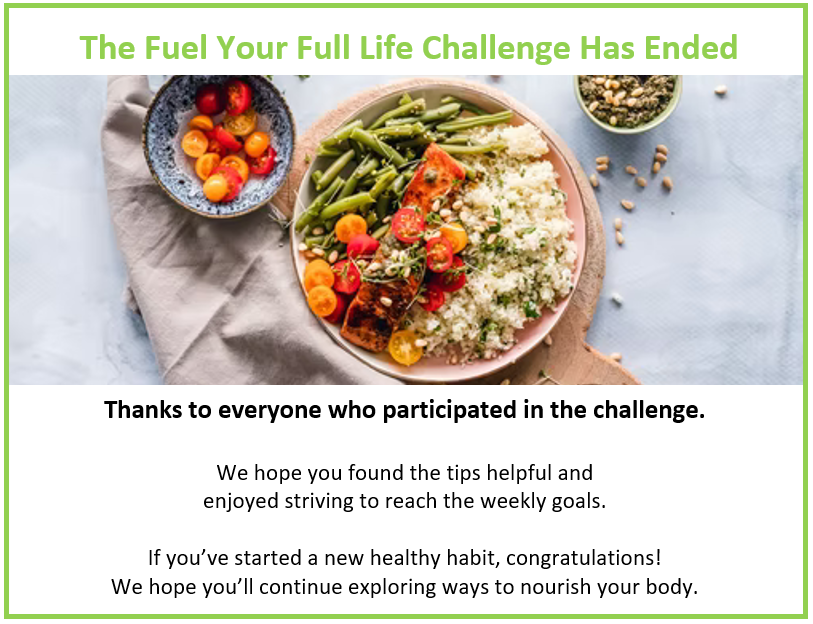 The Fuel Your Full Life Challenge Has Ended
Thanks to everyone who participated in the challenge.
We hope you found the tips helpful and
enjoyed striving to reach the weekly goals.
If you’ve started a new healthy habit, congratulations!
We hope you’ll continue exploring ways to nourish your body.